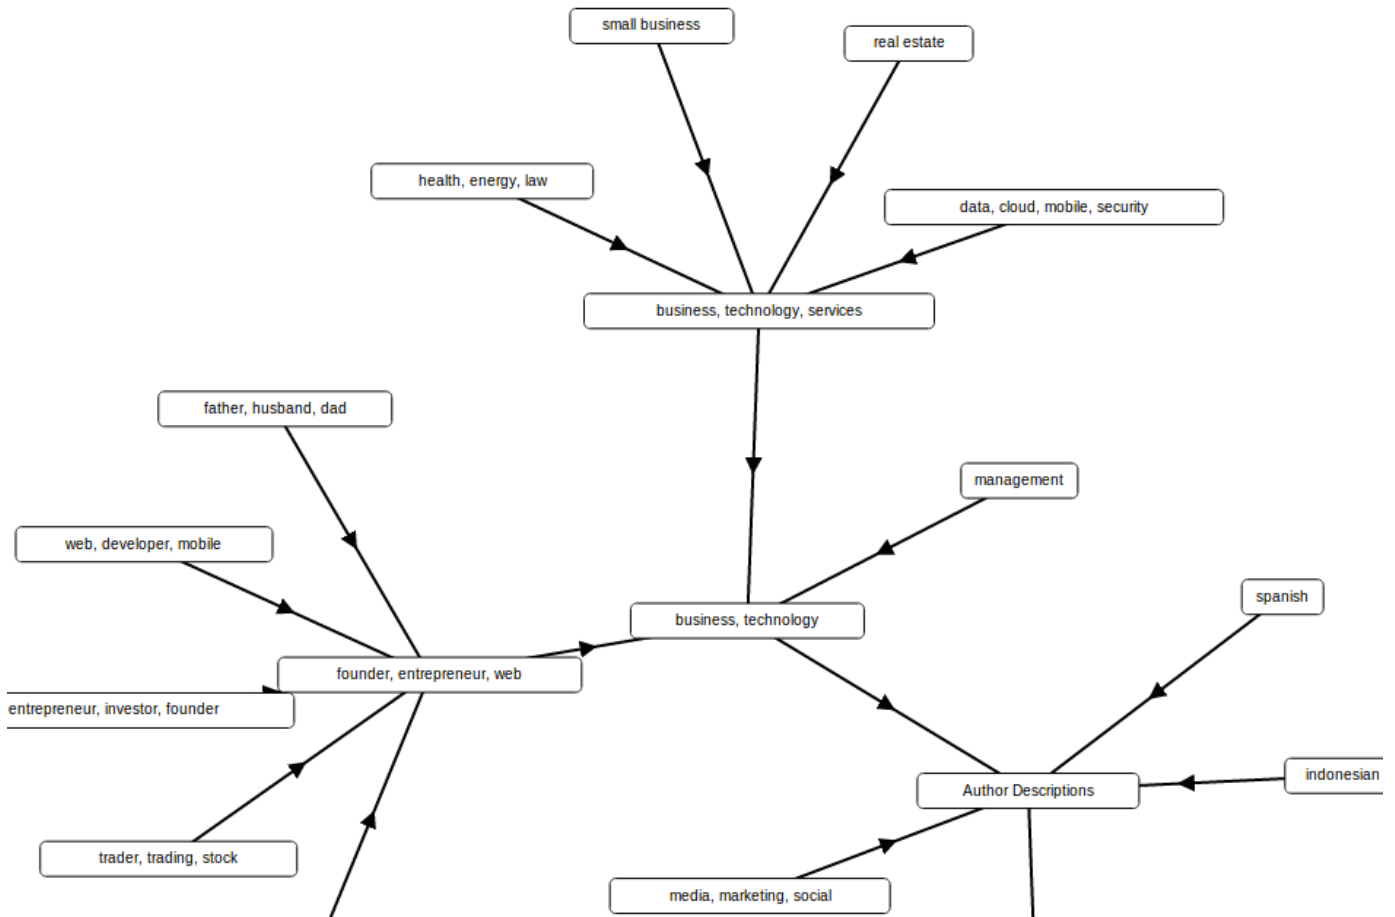 small business
real estate
health, energy, law
data, cloud, mobile, security
business, technology, services
father, husband, dad
management
web, developer, mobile
spanish
business, technology
founder, entrepreneur, web
entrepreneur, investor, founder
indonesian
Author Descriptions
trader, trading, stock
media, marketing, social